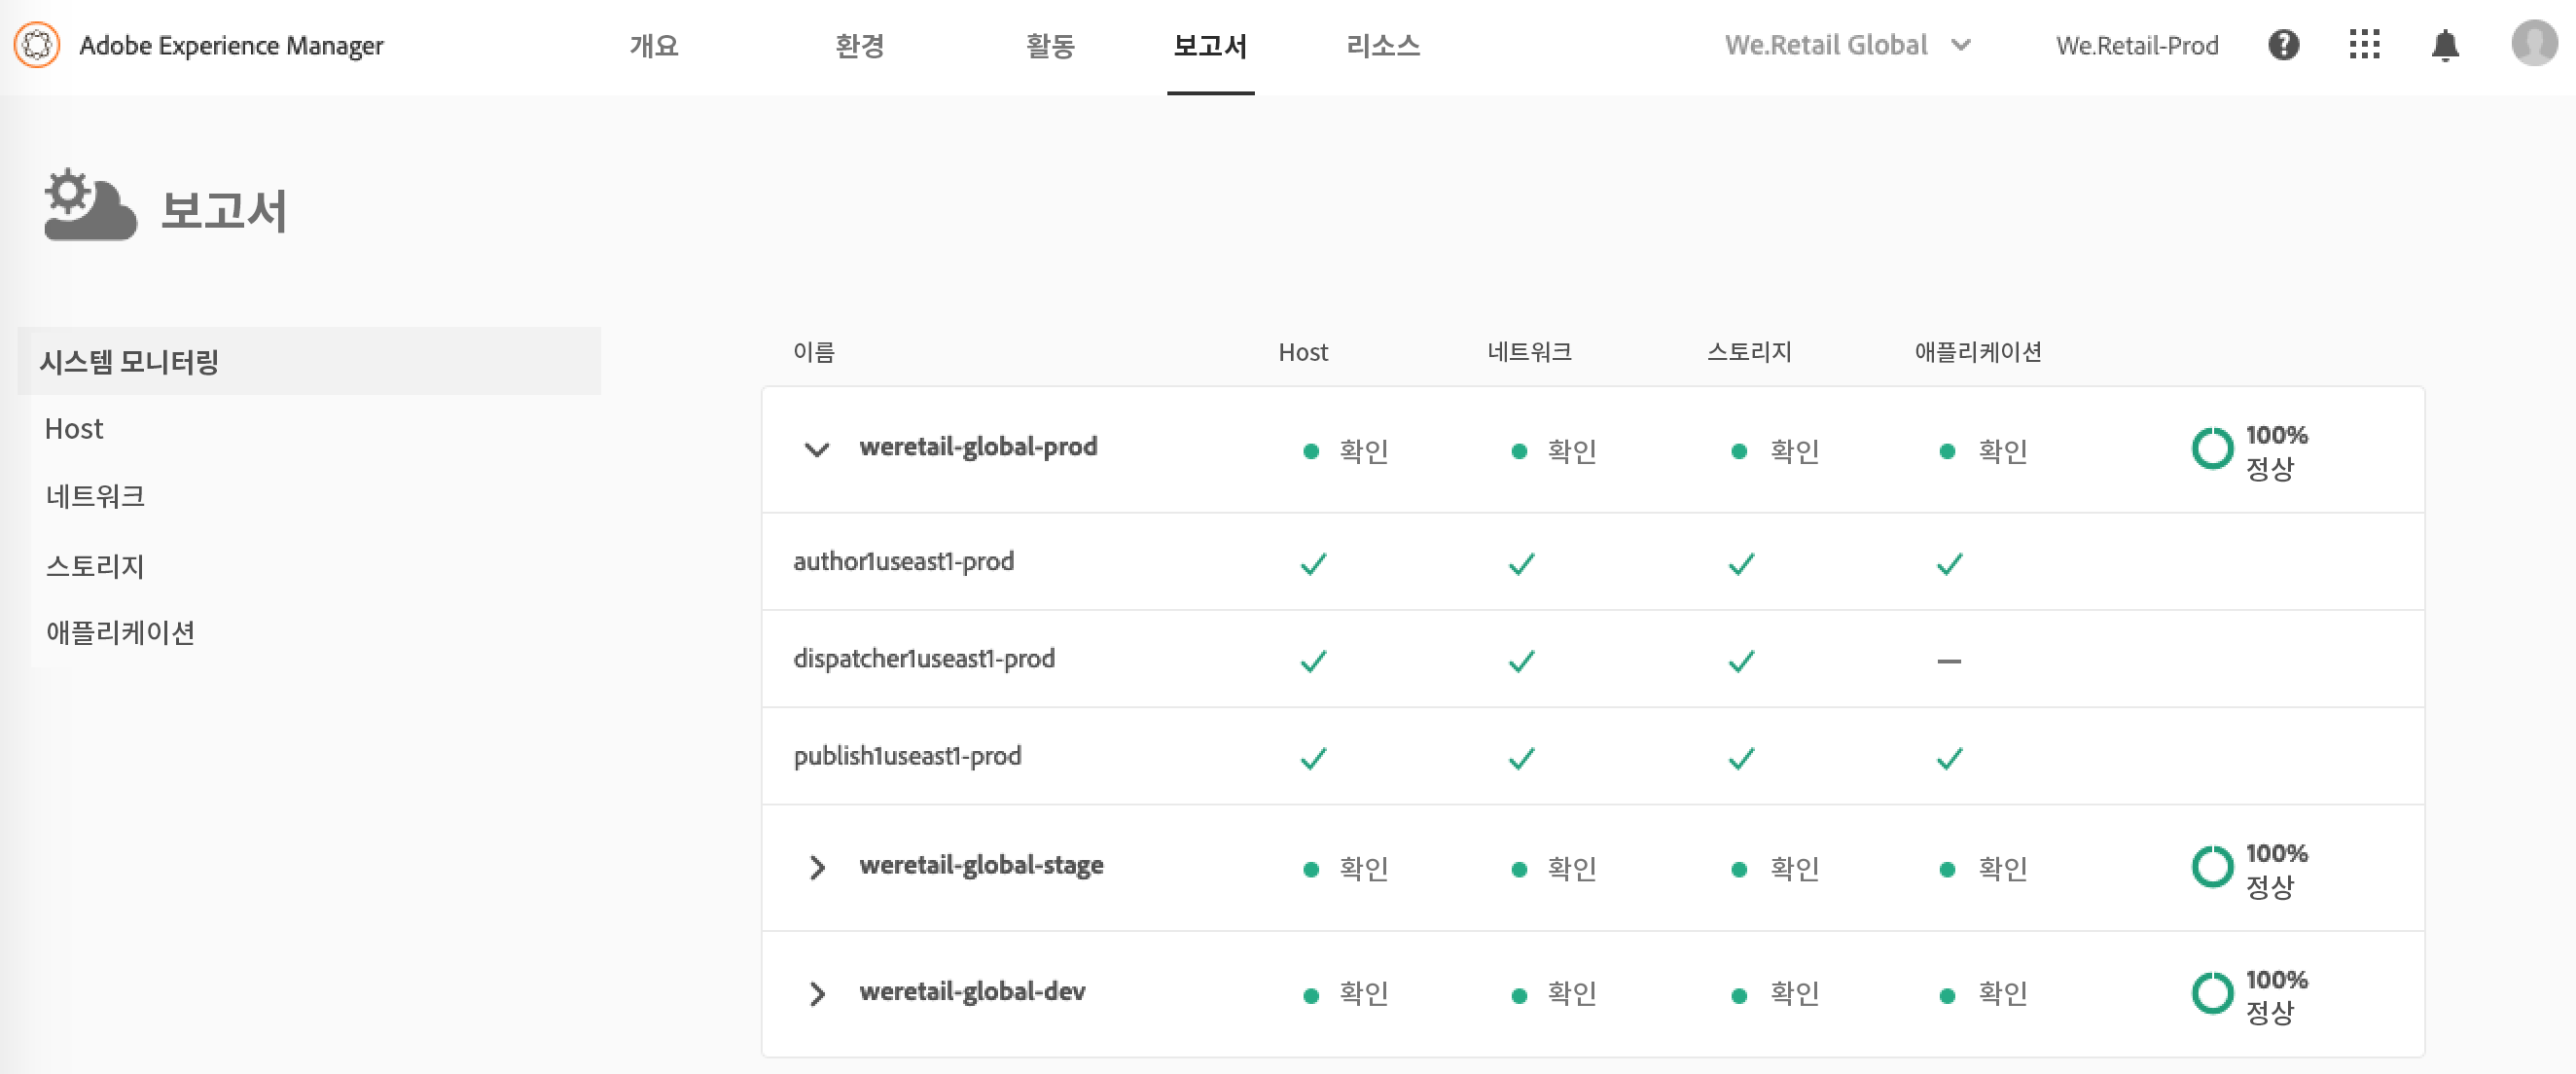 Adobe Experience Manager 개요 환경 활동 보고서 리소스 We.Retail Global We.Retail-Prod
보고서
시스템 모니터링
Host
네트워크
스토리지
애플리케이션
이름 Host 네트워크 스토리지 애플리케이션
weretail-global-prod 확인 확인 확인 확인 100% 정상
author1useast1-prod
dispatcher1useast1-prod
publish1useast1-prod
weretail-global-stage 확인 확인 확인 확인 100% 정상
weretail-global-dev 확인 확인 확인 확인 100% 정상